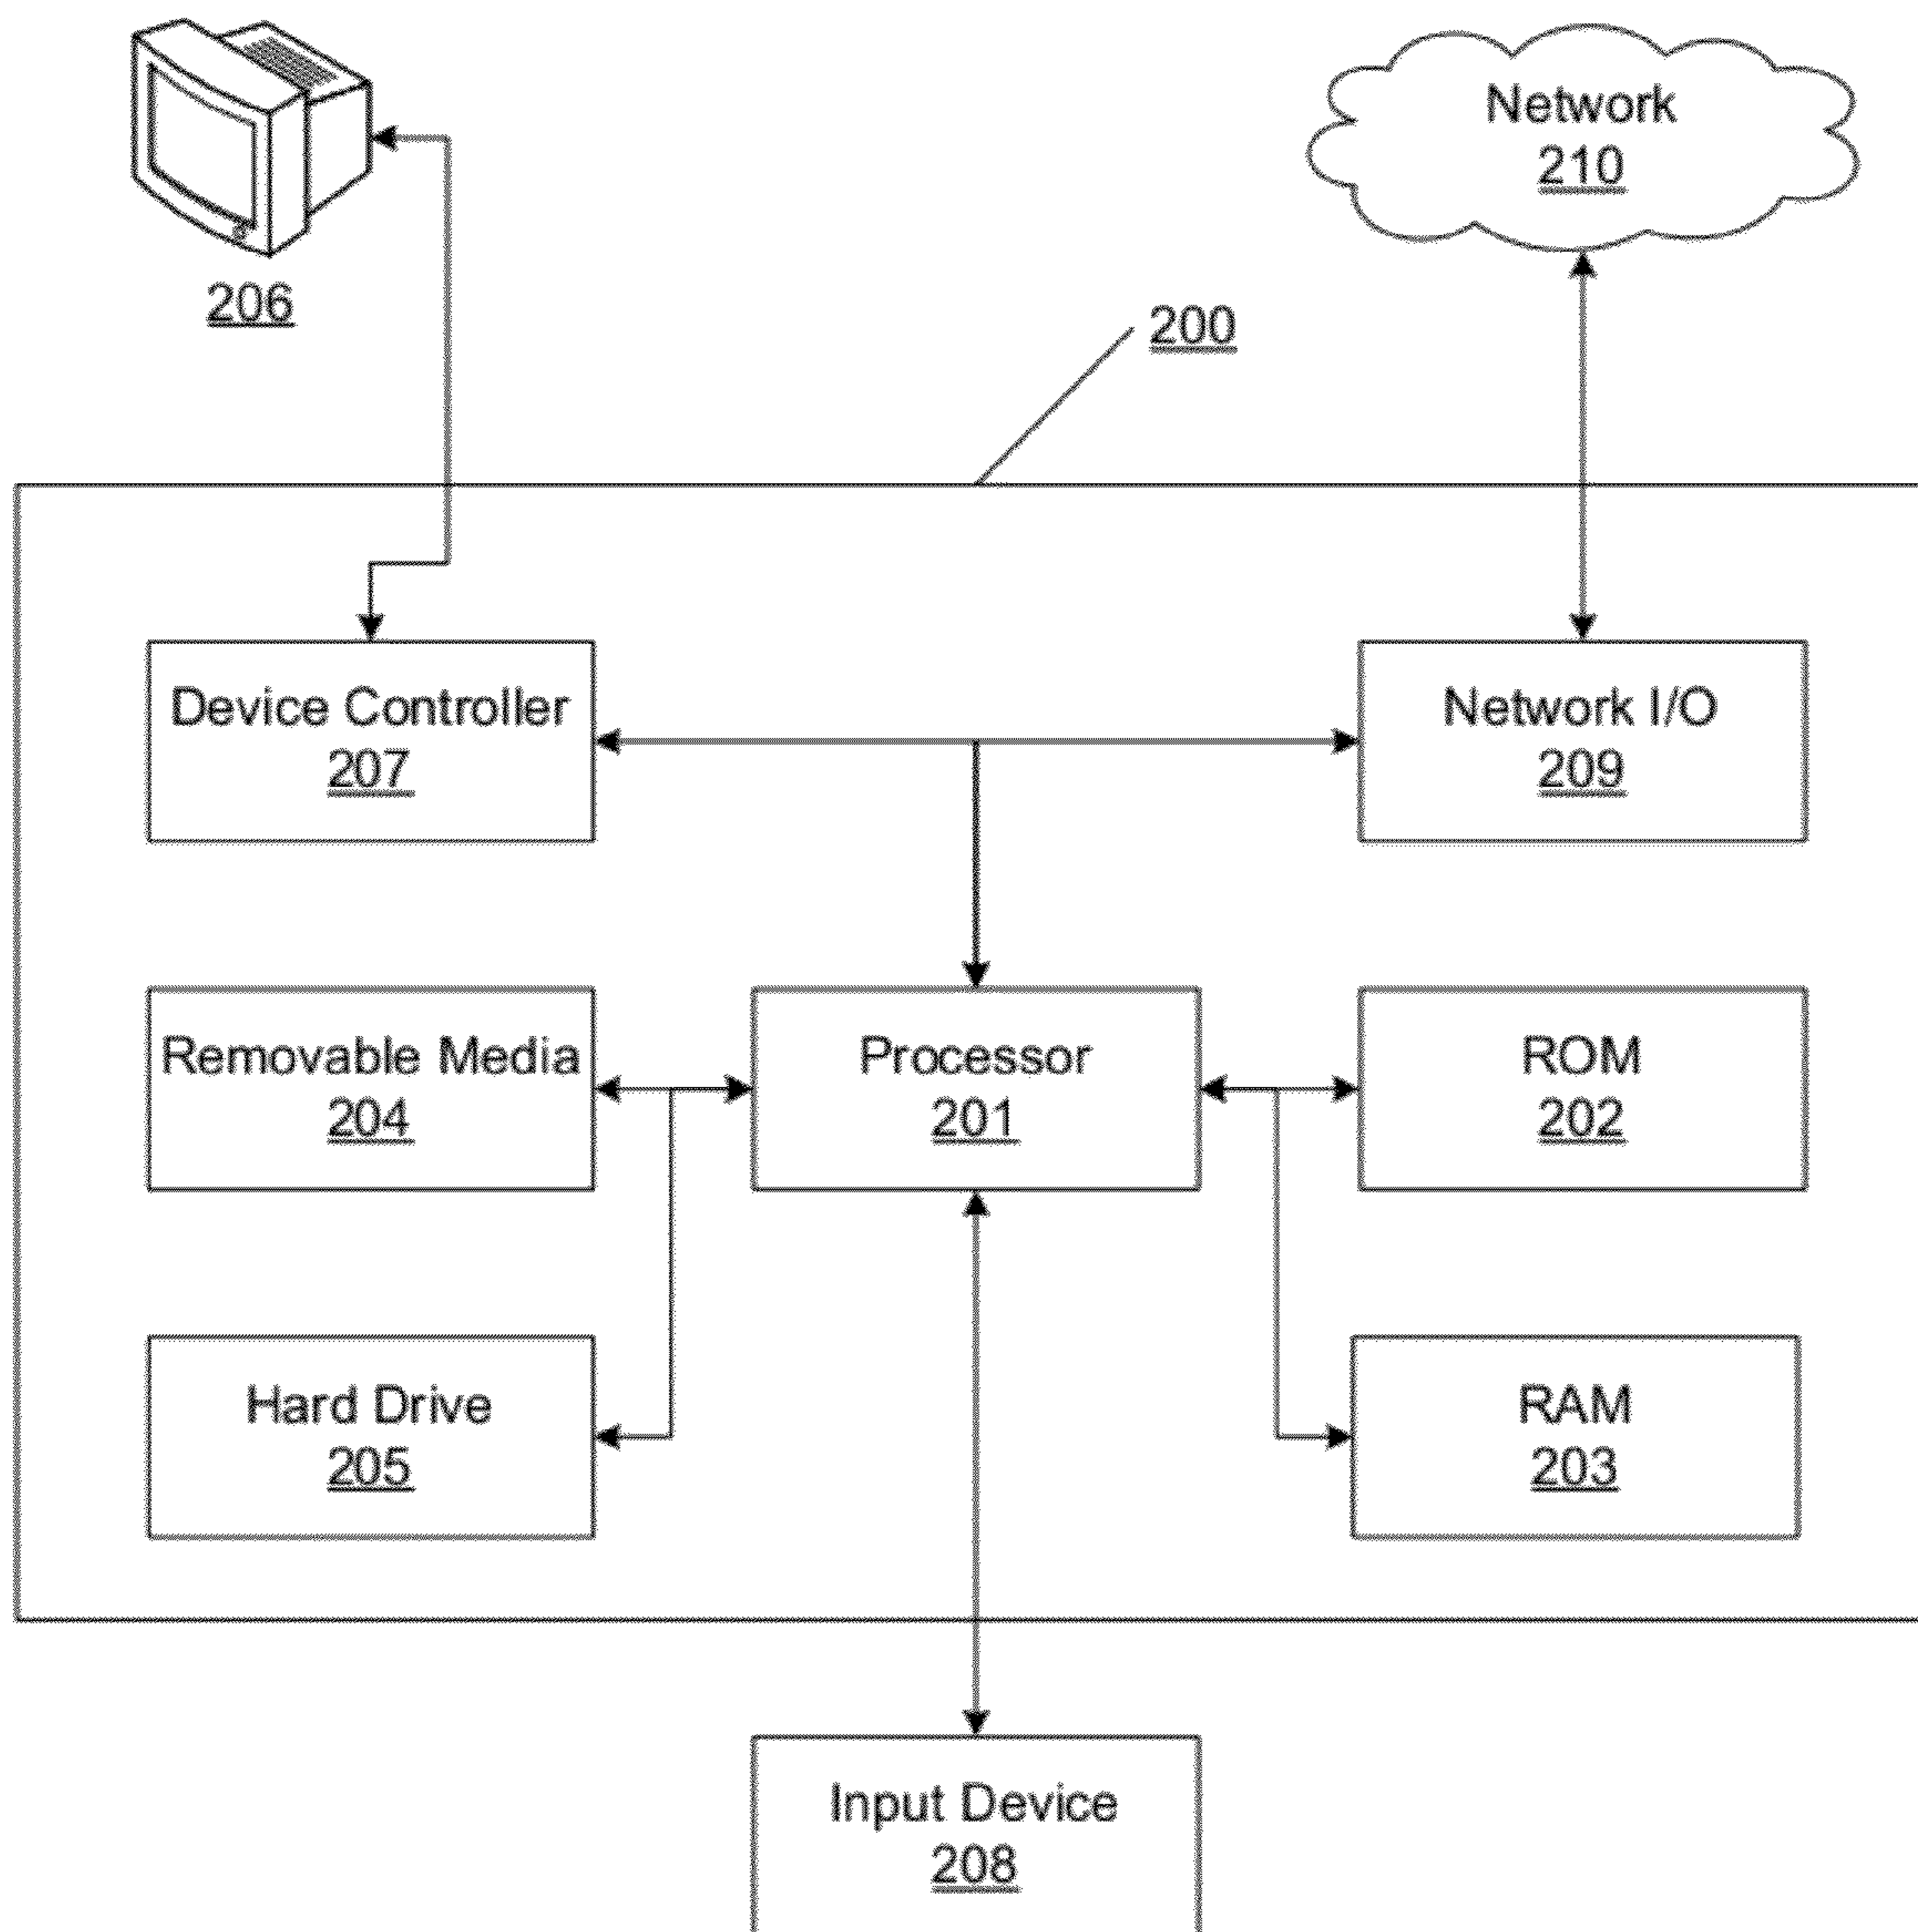 Network
210
206
200
Device Controller
207
Network I/O
209
Removable Media
204
Processor
201
ROM
202
Hard Drive
205
RAM
203
Input Device
208